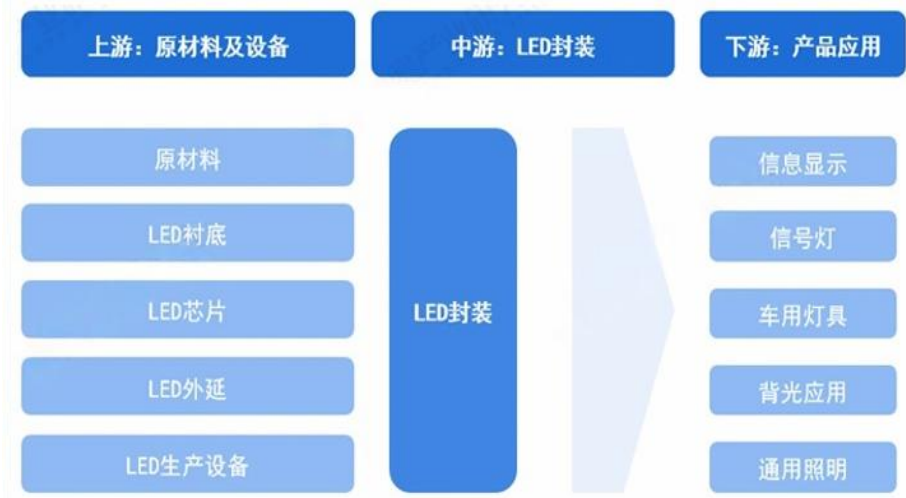 上游：原材料及设备
中游：LED封装
下游：产品应用
原材料
LED衬底
LED芯片
LED外延
LED生产设备
LED封装
信息显示
信号灯
车用灯具
背光应用
通用照明